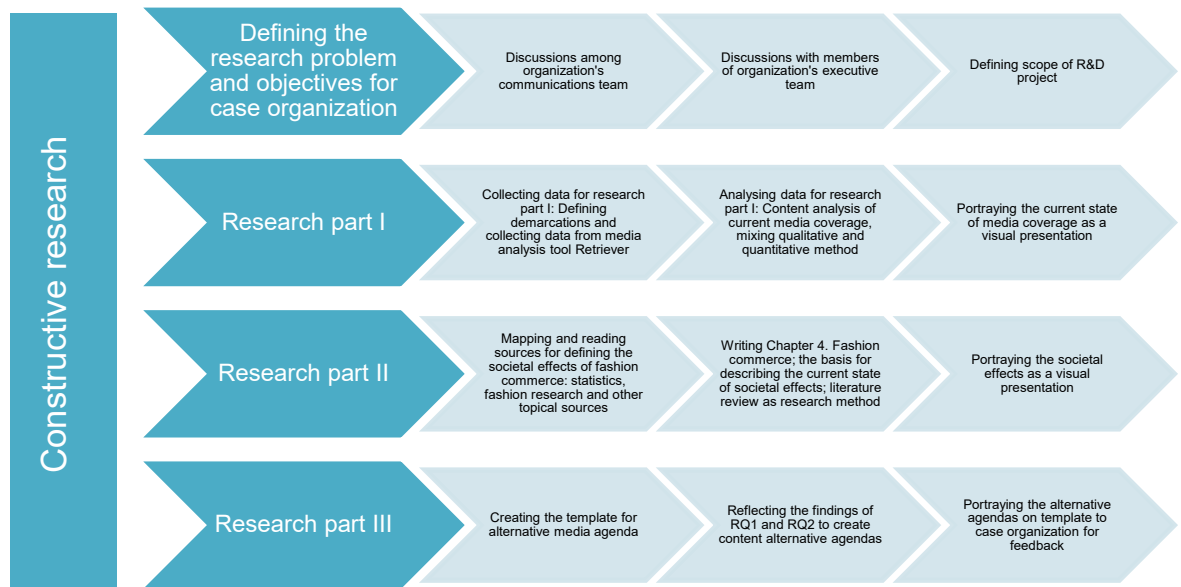 Constructive research
Defining the
research problem
and objectives for
case organization
Discussions among
organization's
communications team
Discussions with members
of organization's executive
team
Defining scope of R&D
project
Research part I
Collecting data for research
part I: Defining
demarcations and
collecting data from media
analysis tool Retriever
Analysing data for research
part I: Content analysis of
current media coverage,
mixing qualitative and
quantitative method
Portraying the current state
of media coverage as a
visual presentation
Research part II
Mapping and reading
sources for defining the
societal effects of fashion
commerce: statistics,
fashion research and other
topical sources
Writing Chapter 4. Fashion
commerce; the basis for
describing the current state
of societal effects; literature
review as research method
Portraying the societal
effects as a visual
presentation
Research part III
Creating the template for
alternative media agenda
Reflecting the findings of
RQ1 and RQ2 to create
content alternative agendas
Portraying the alternative
agendas on template to
case organization for
feedback